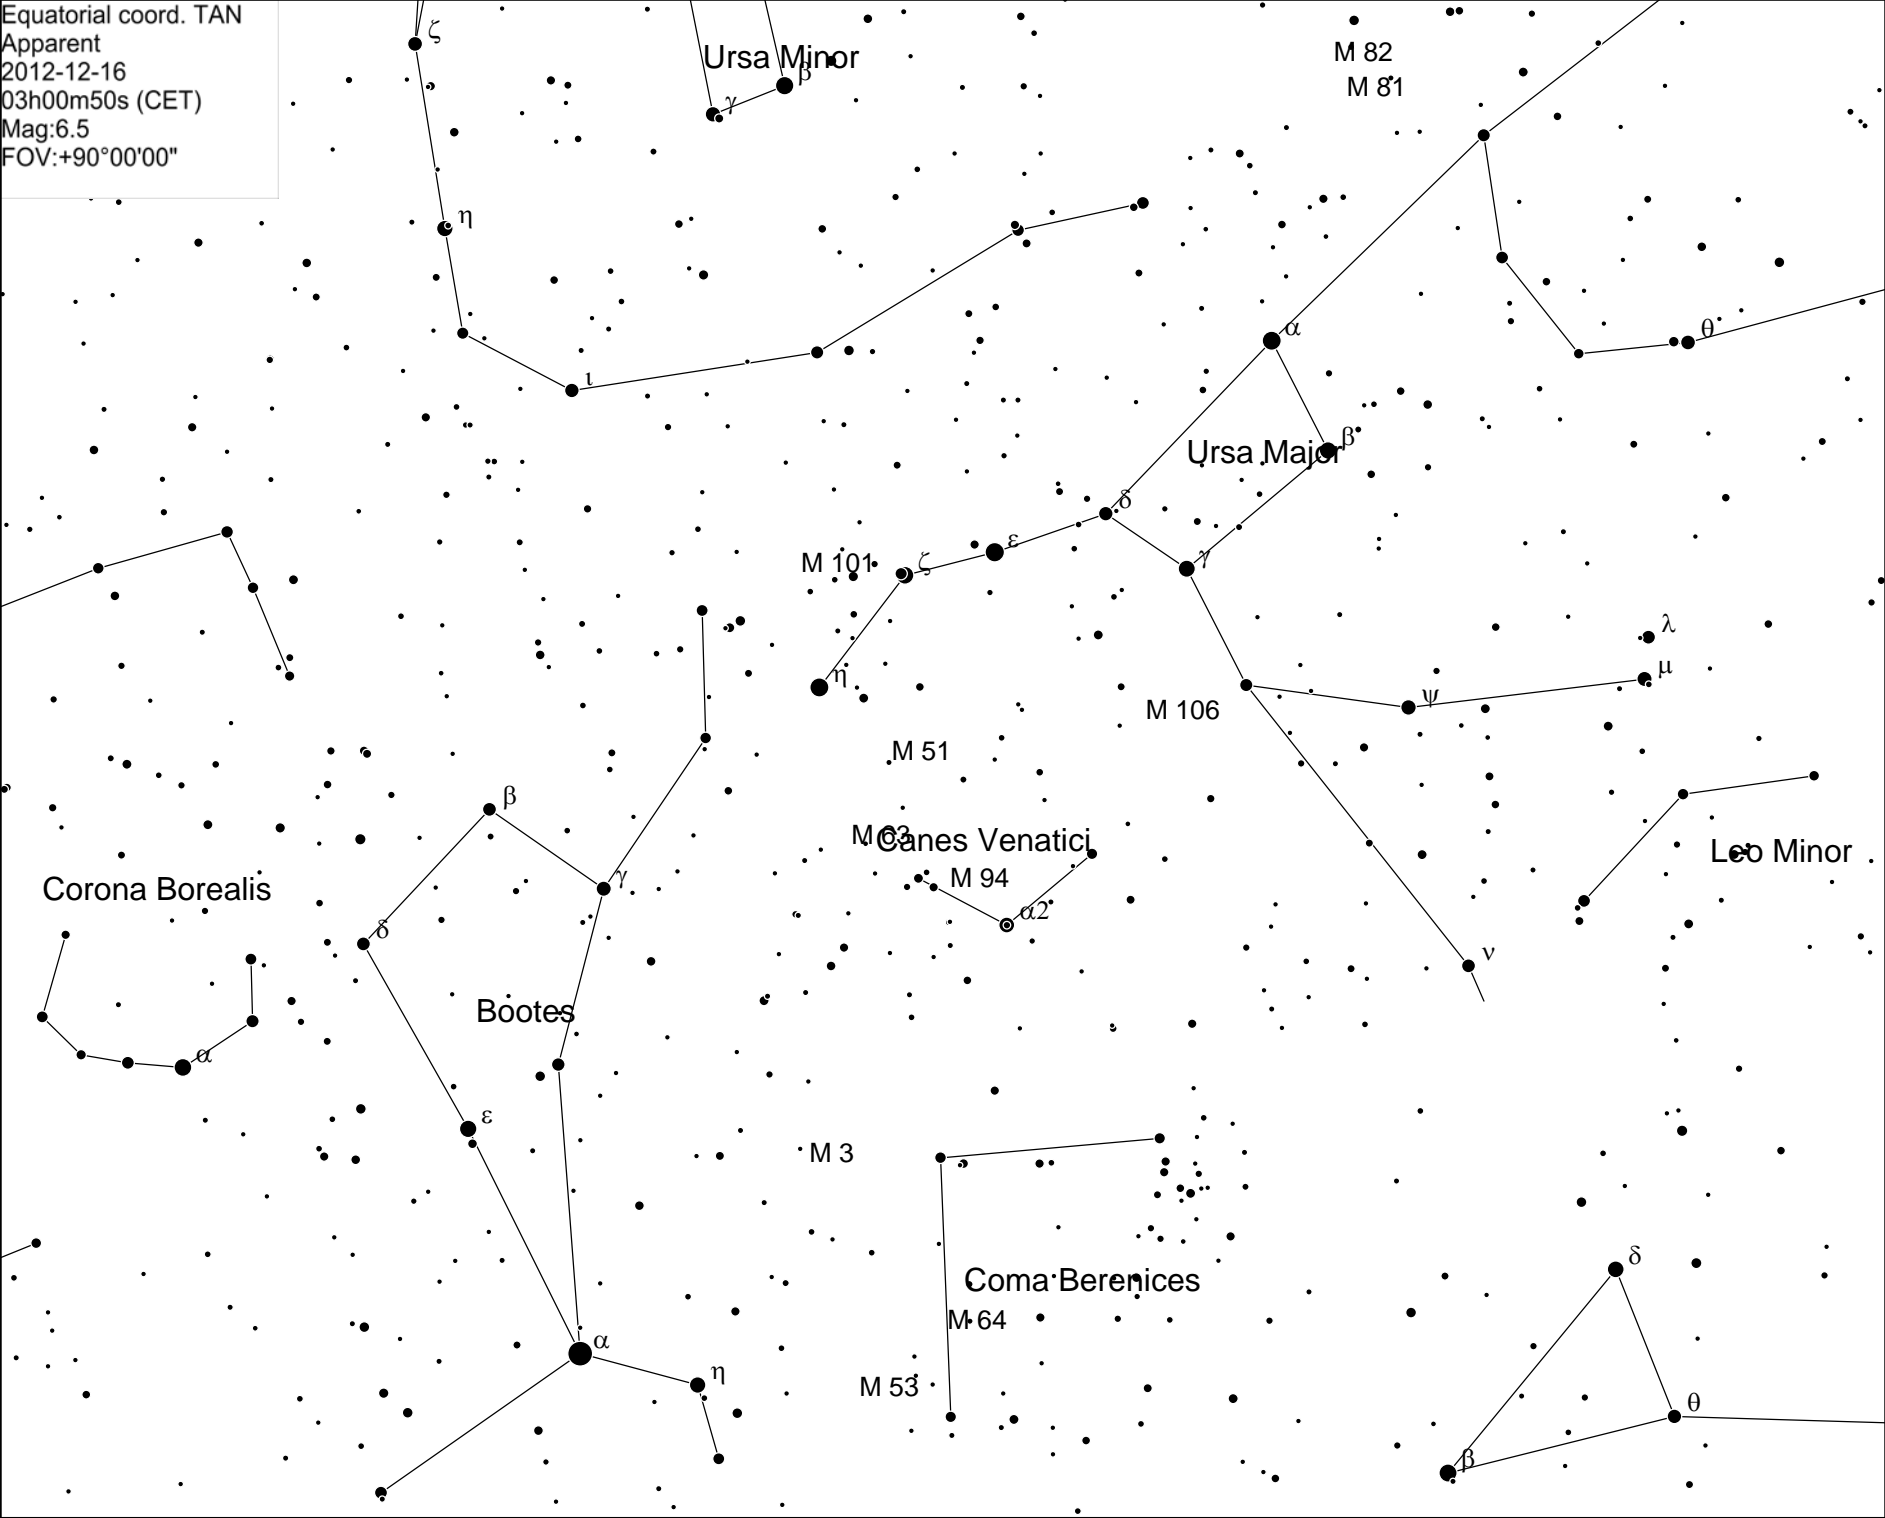 Equatorial coord. TAN
Apparent
2012-12-16
03h00m50s (CET)
Mag:6.5
FOV:+90°00'00"
ζ
Ursa Minor
β
γ
M 82
M 81
η
α
θ
ι
Ursa Major
β
δ
ε
M 101
ζ
γ
η
λ
μ
ψ
M 106
M 51
β
M 63
Canes Venatici
M 94
Leo Minor
Corona Borealis
γ
α2
δ
ν
Bootes
α
ε
M 3
δ
Coma Berenices
M 64
α
η
M 53
θ
β